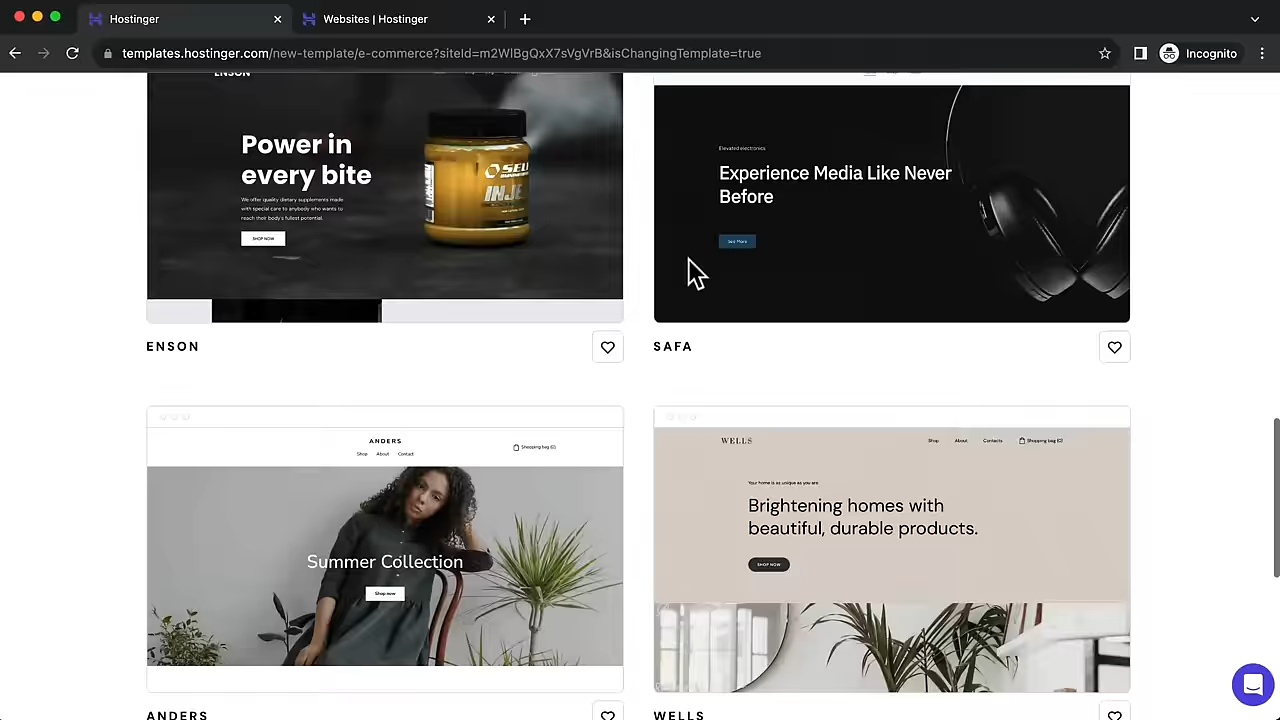 Hostinger
Websites | Hostinger
templates.hostinger.com/new-template/e-commerce?siteId=m2WlBgQxX7sVgVrB&isChangingTemplate=true
Incognito
ENSON
Power in
every bite
We offer quality dietary supplements made
with special care to anybody who wants to
reach their body's fullest potential.
SHOP NOW
INJE
Elevated electronics
Experience Media Like Never
Before
See More
ENSON
SAFA
ANDERS
Shop About Contact
Shopping bag (0)
Summer Collection
Shop now
WELLS
Shop About Contacts Shopping bag (0)
Your home is as unique as you are
Brightening homes with
beautiful, durable products.
SHOP NOW
ANDERS
WELLS